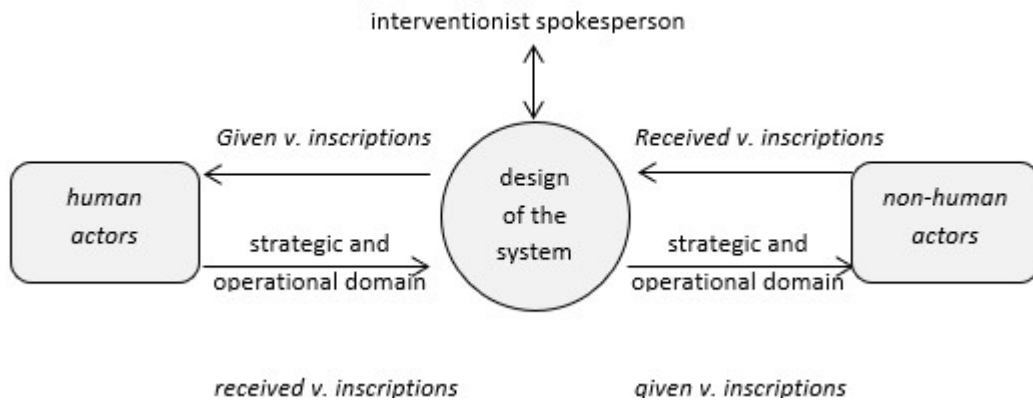 interventionist spokesperson
Given v. inscriptions
Received v. inscriptions
human
actors
design
of the
system
non-human
actors
strategic and
operational domain
strategic and
operational domain
received v. inscriptions
given v. inscriptions